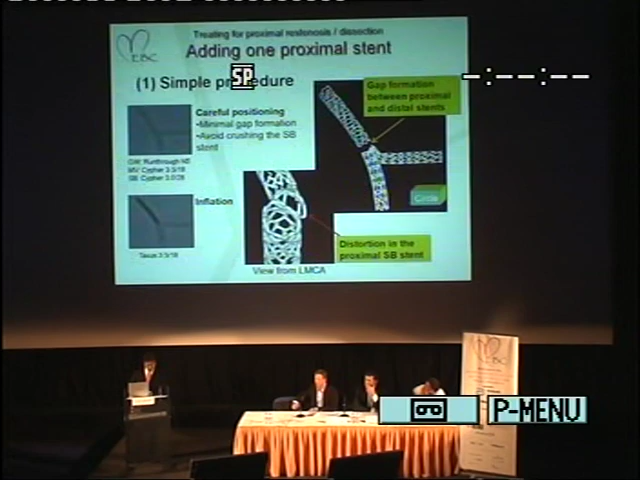 Treating for proximal restenosis / dissection
Adding one proximal stent
EBC
(1) Simple procedure
SP
-:--:--
Careful positioning
•Minimal gap formation
•Avoid crushing the SB
stent
GW: Runthrough NS
MV: Cypher 3.5/18
SB: Cypher 3.0/28
Gap formation
between proximal
and distal stents
Circle
Inflation
Taxus 3.5/18
Distortion in the
proximal SB stent
View from LMCA
EBC
P-MENU